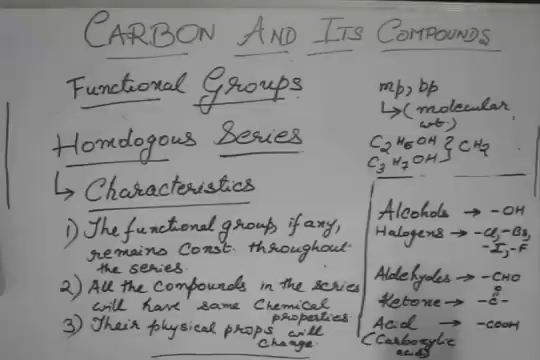 CARBON AND ITS COMPOUNDS
Functional Groups
Homologous Series
↳ Characteristics
1) The functional group, if any,
remains const. throughout
the series.
2) All the compounds in the series
will have same chemical
properties.
3) Their physical props will
change.
mp, bp
↳ (molecular
wt.)
C₂H₅OH } CH₂
C₃H₇OH
Alcohols → -OH
Halogens → -Cl, -Br,
-I, -F
Aldehydes → -CHO
Ketone → -C-
O
Acid → -COOH
(Carboxylic
acid)